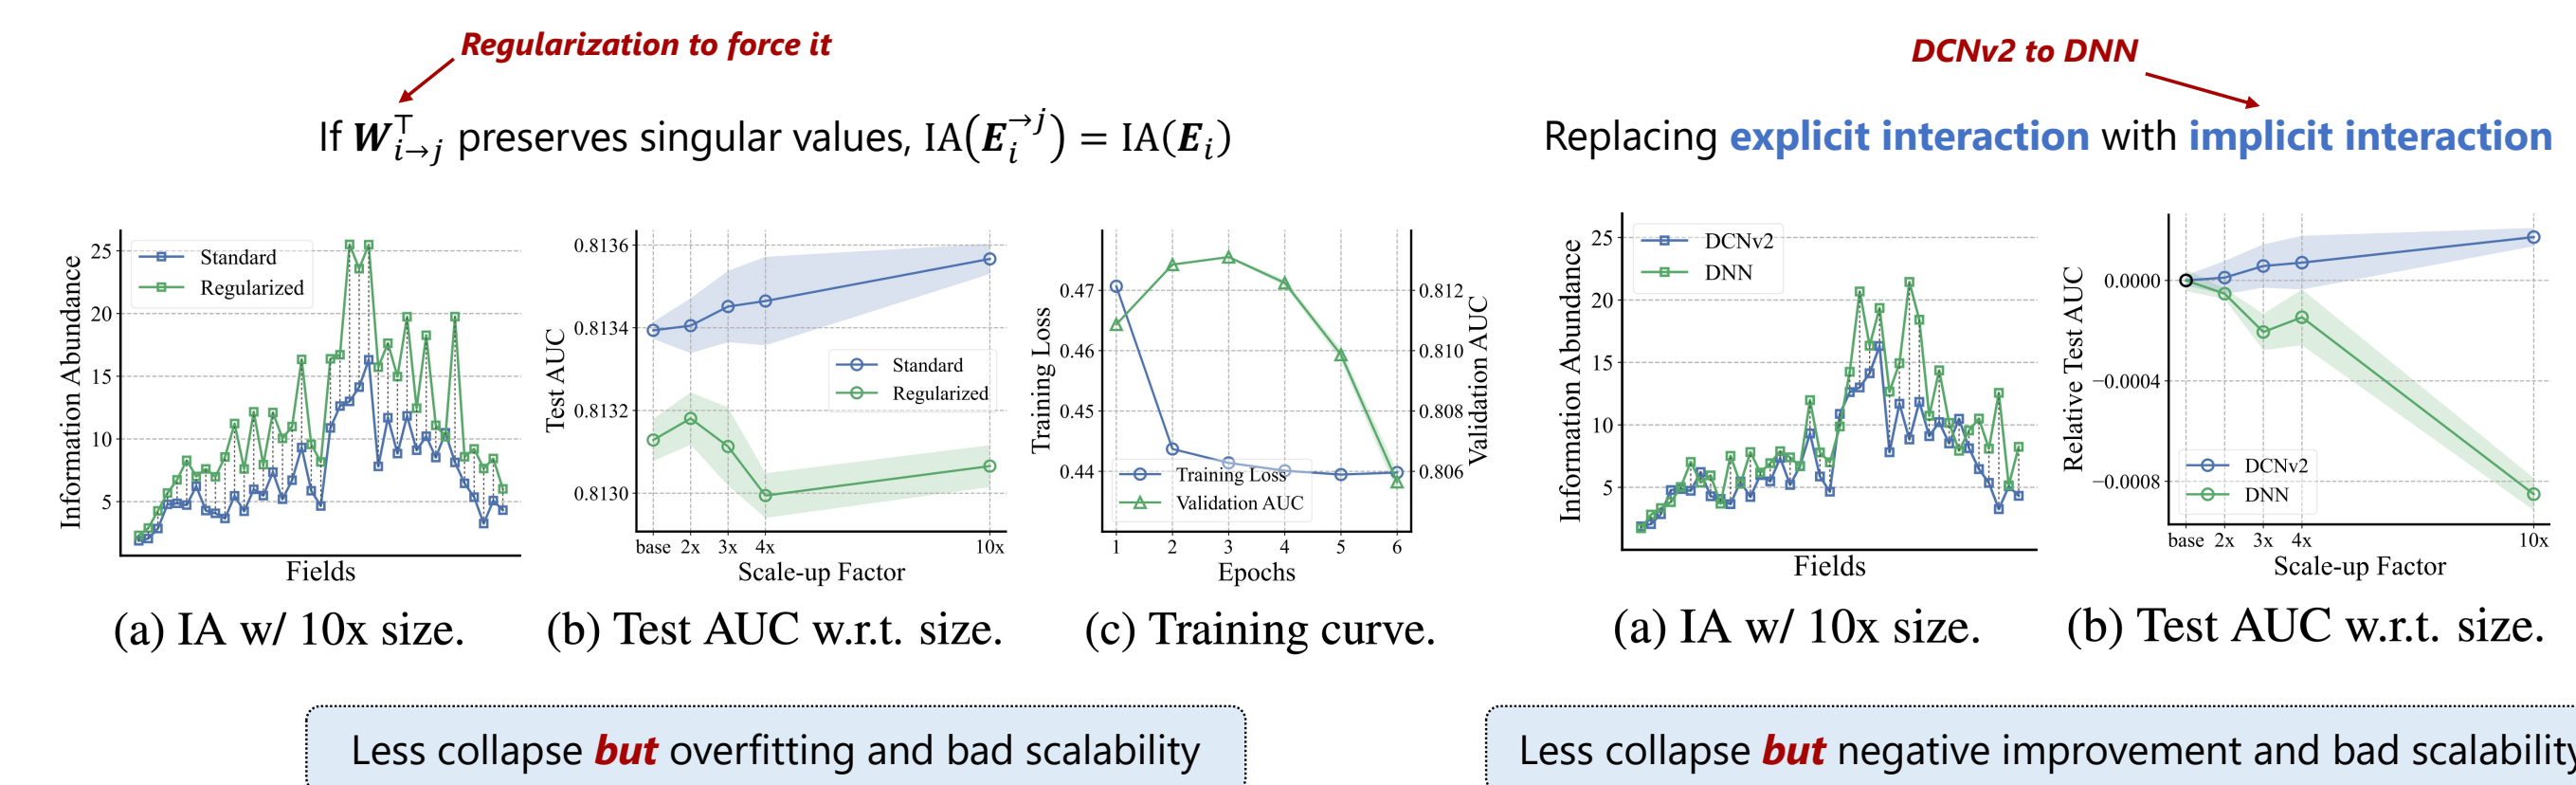 Regularization to force it
If W⊤i→j preserves singular values, IA(E→ji) = IA(Ei)
Information Abundance
25
20
15
10
5
Standard
Regularized
Fields
(a) IA w/ 10x size.
Test AUC
0.8136
0.8134
0.8132
0.8130
Standard
Regularized
base 2x 3x 4x 10x
Scale-up Factor
(b) Test AUC w.r.t. size.
Training Loss
0.47
0.46
0.45
0.44
Training Loss
Validation AUC
0.812
0.810
0.808
0.806
Validation AUC
1 2 3 4 5 6
Epochs
(c) Training curve.
Less collapse but overfitting and bad scalability
DCNv2 to DNN
Replacing explicit interaction with implicit interaction
Information Abundance
25
20
15
10
5
DCNv2
DNN
Fields
(a) IA w/ 10x size.
Relative Test AUC
0.0000
−0.0004
−0.0008
DCNv2
DNN
base 2x 3x 4x 10x
Scale-up Factor
(b) Test AUC w.r.t. size.
Less collapse but negative improvement and bad scalability